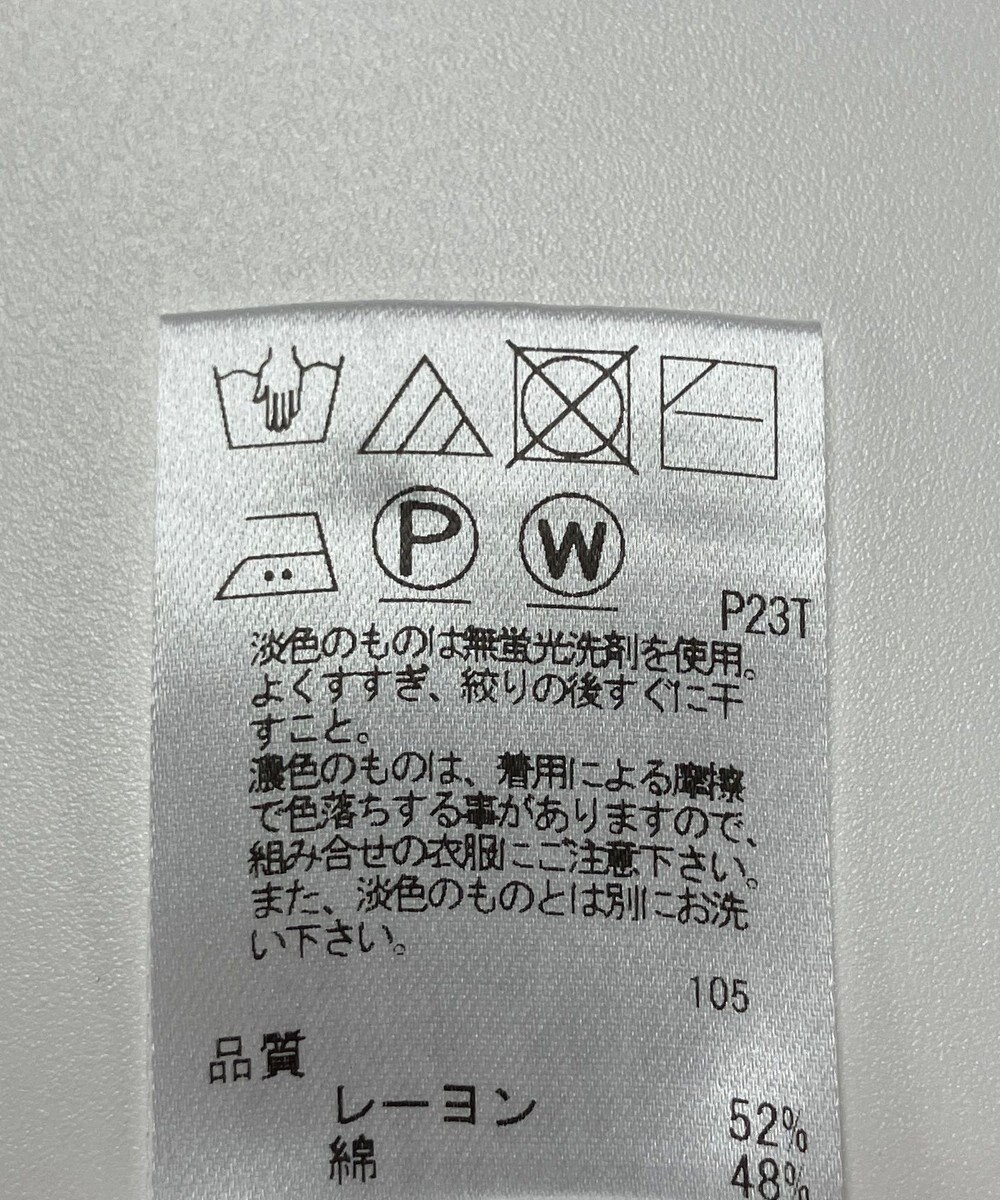 P W
P23T
淡色のものは無蛍光洗剤を使用。
よくすすぎ、絞りの後すぐに干
すこと。
濃色のものは、着用による摩擦
で色落ちする事がありますので、
組み合せの衣服にご注意下さい。
また、淡色のものとは別にお洗
い下さい。
105
品質
レーヨン 52%
綿 48%